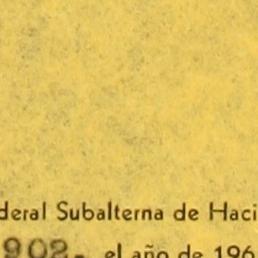 deral Subalterna de Haci
902. el año de 196